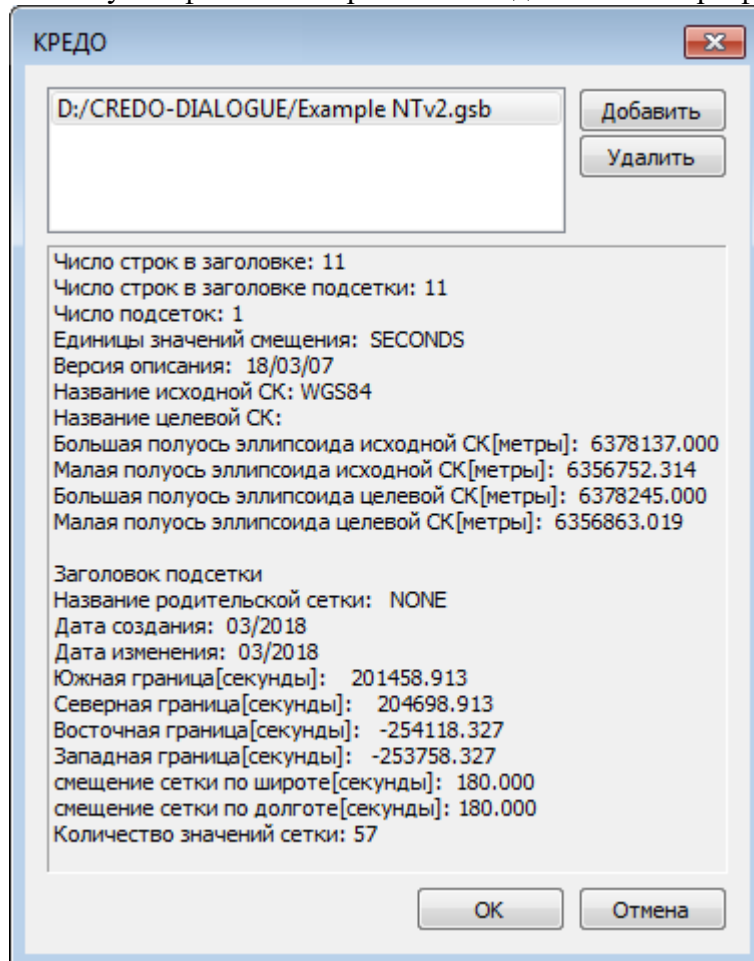 КРЕДО
D:/CREDO-DIALOGUE/Example NTv2.gsb
Добавить
Удалить
Число строк в заголовке: 11
Число строк в заголовке подсетки: 11
Число подсеток: 1
Единицы значений смещения: SECONDS
Версия описания: 18/03/07
Название исходной СК: WGS84
Название целевой СК:
Большая полуось эллипсоида исходной СК[метры]: 6378137.000
Малая полуось эллипсоида исходной СК[метры]: 6356752.314
Большая полуось эллипсоида целевой СК[метры]: 6378245.000
Малая полуось эллипсоида целевой СК[метры]: 6356863.019
Заголовок подсетки
Название родительской сетки: NONE
Дата создания: 03/2018
Дата изменения: 03/2018
Южная граница[секунды]: 201458.913
Северная граница[секунды]: 204698.913
Восточная граница[секунды]: -254118.327
Западная граница[секунды]: -253758.327
смещение сетки по широте[секунды]: 180.000
смещение сетки по долготе[секунды]: 180.000
Количество значений сетки: 57
OK
Отмена